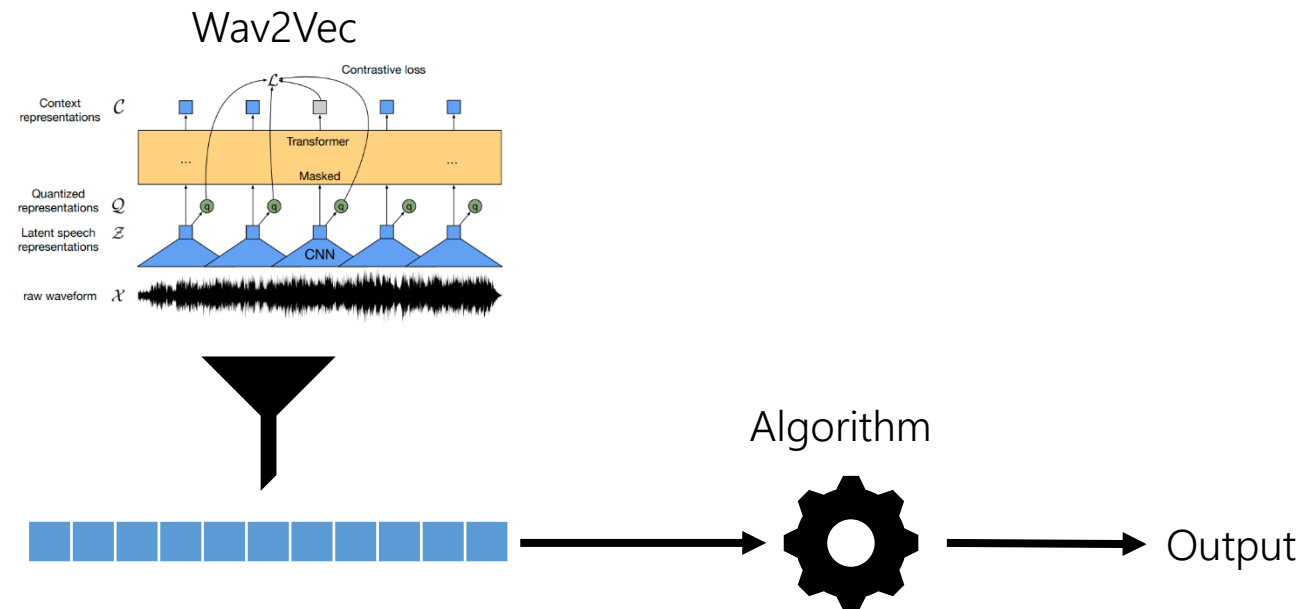 Wav2Vec
Contrastive loss
ℒ
Context
representations 𝒞
Transformer
... ...
Masked
Quantized
representations 𝒬
q q q q q
Latent speech
representations 𝒵
CNN
raw waveform 𝒳
Algorithm
Output